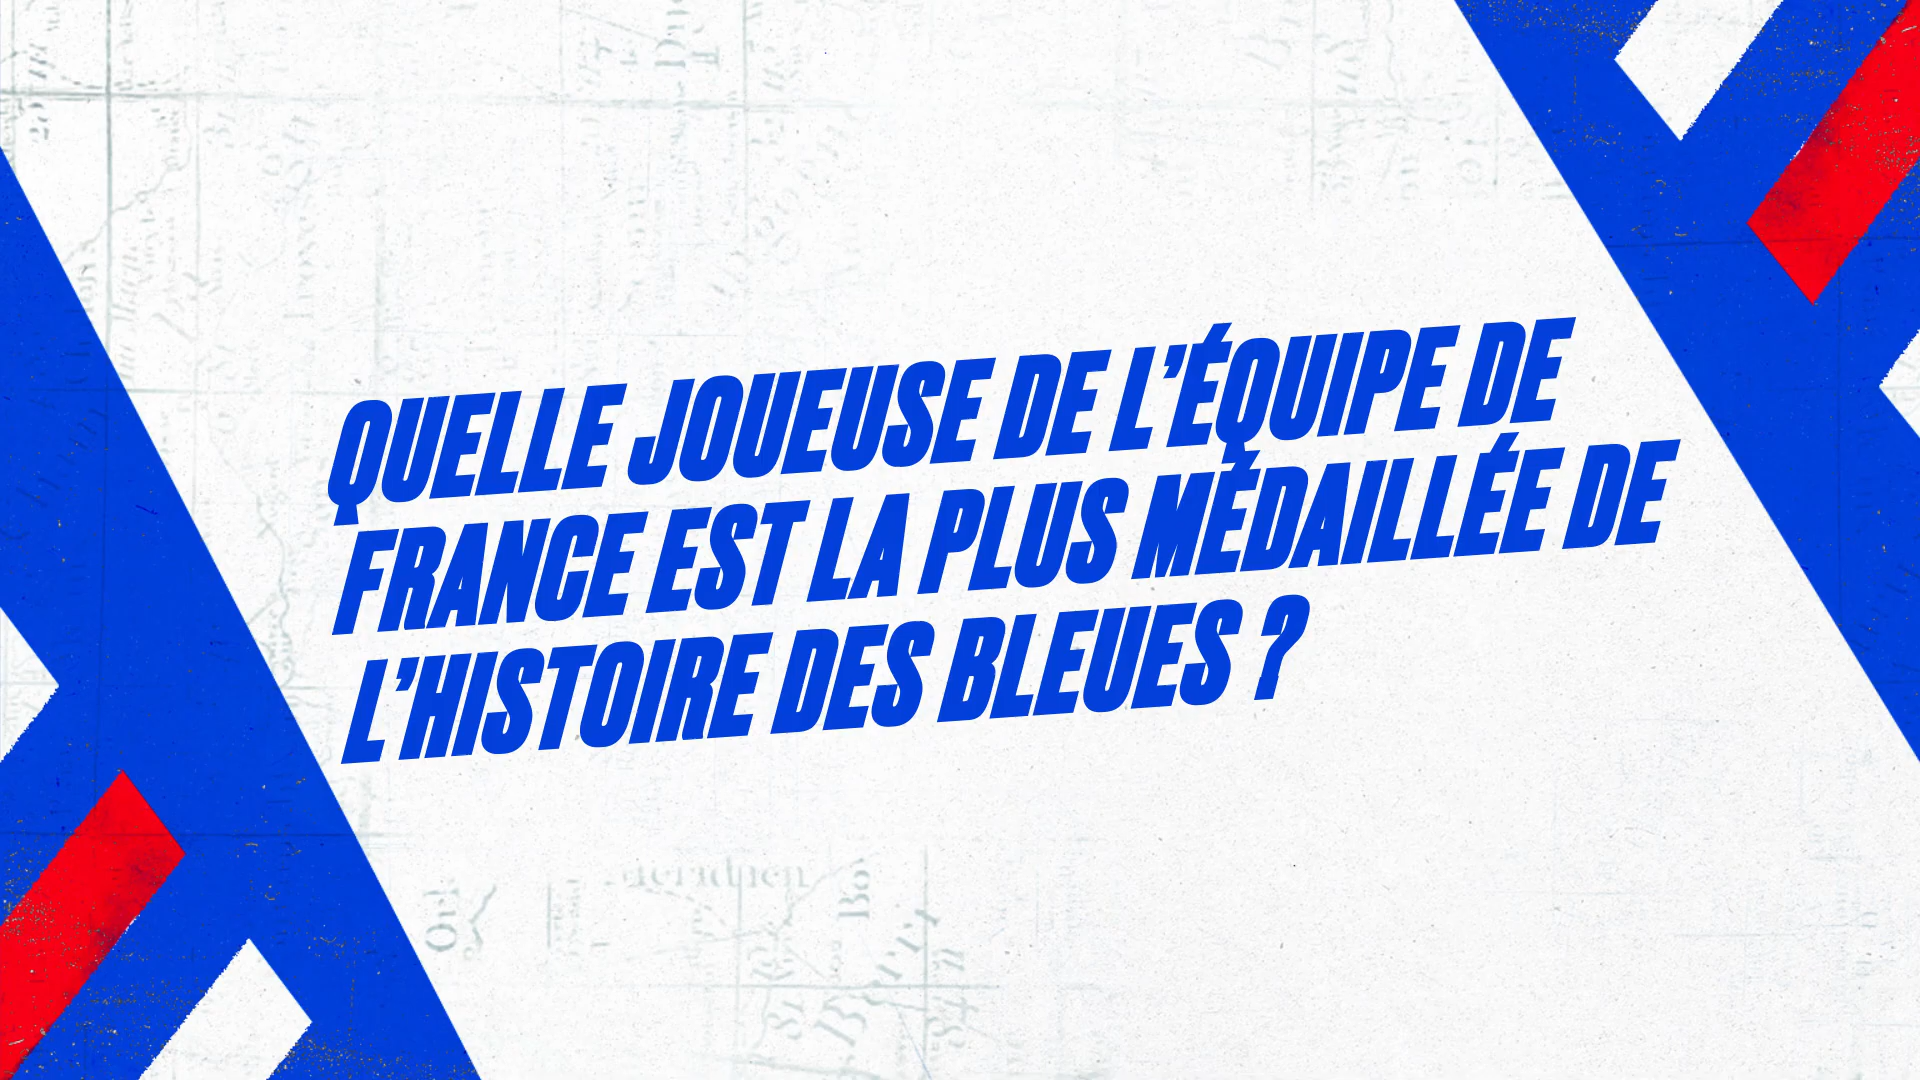 QUELLE JOUEUSE DE L'ÉQUIPE DE
FRANCE EST LA PLUS MÉDAILLÉE DE
L'HISTOIRE DES BLEUES ?